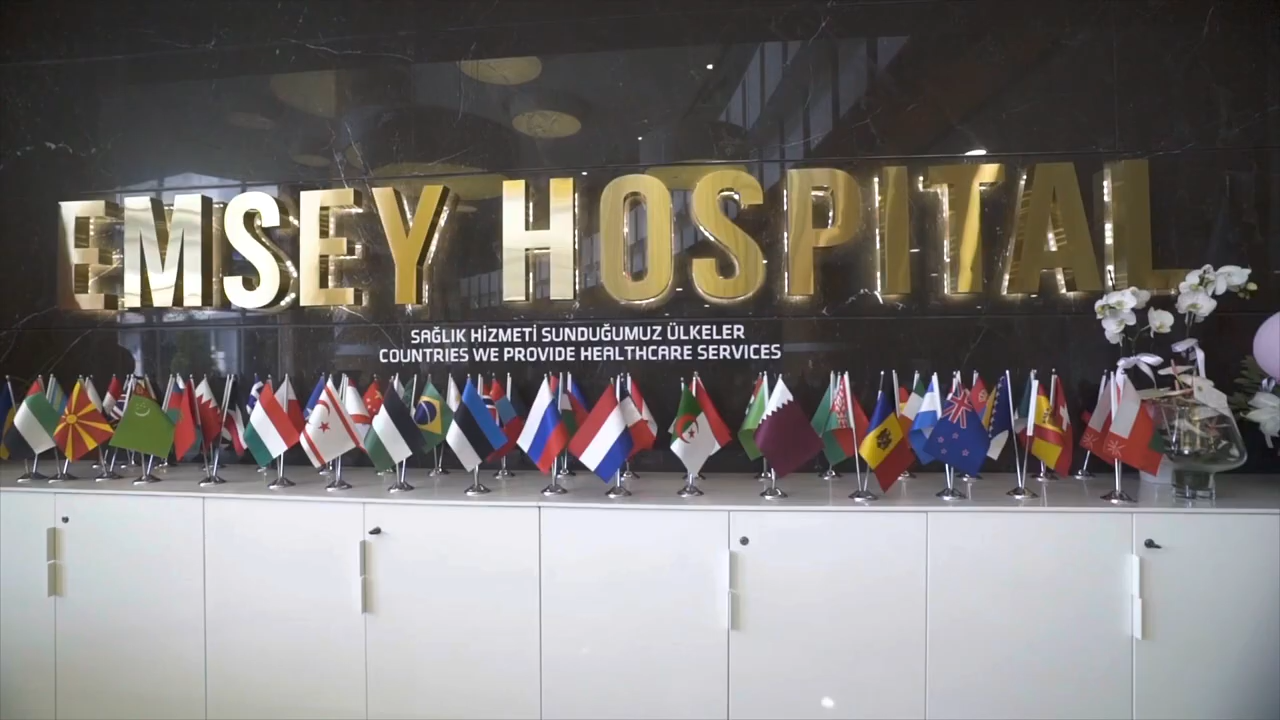 EMSEY HOSPITAL
SAĞLIK HİZMETİ SUNDUĞUMUZ ÜLKELER
COUNTRIES WE PROVIDE HEALTHCARE SERVICES